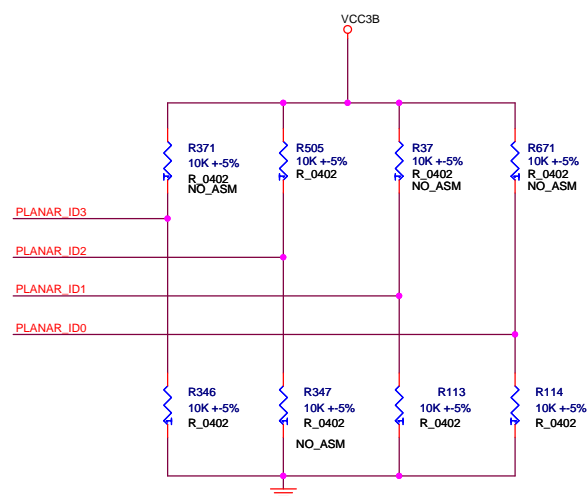 VCC3B
R371
10K +-5%
R_0402
NO_ASM
R505
10K +-5%
R_0402
R37
10K +-5%
R_0402
NO_ASM
R671
10K +-5%
R_0402
NO_ASM
PLANAR_ID3
PLANAR_ID2
PLANAR_ID1
PLANAR_ID0
R346
10K +-5%
R_0402
R347
10K +-5%
R_0402
NO_ASM
R113
10K +-5%
R_0402
R114
10K +-5%
R_0402